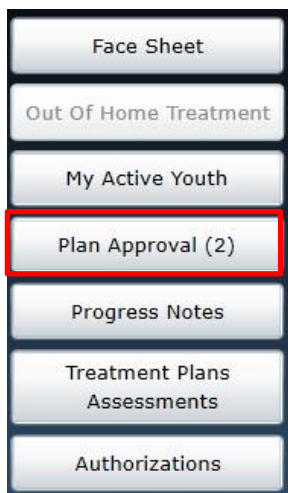 Face Sheet
Out Of Home Treatment
My Active Youth
Plan Approval (2)
Progress Notes
Treatment Plans
Assessments
Authorizations